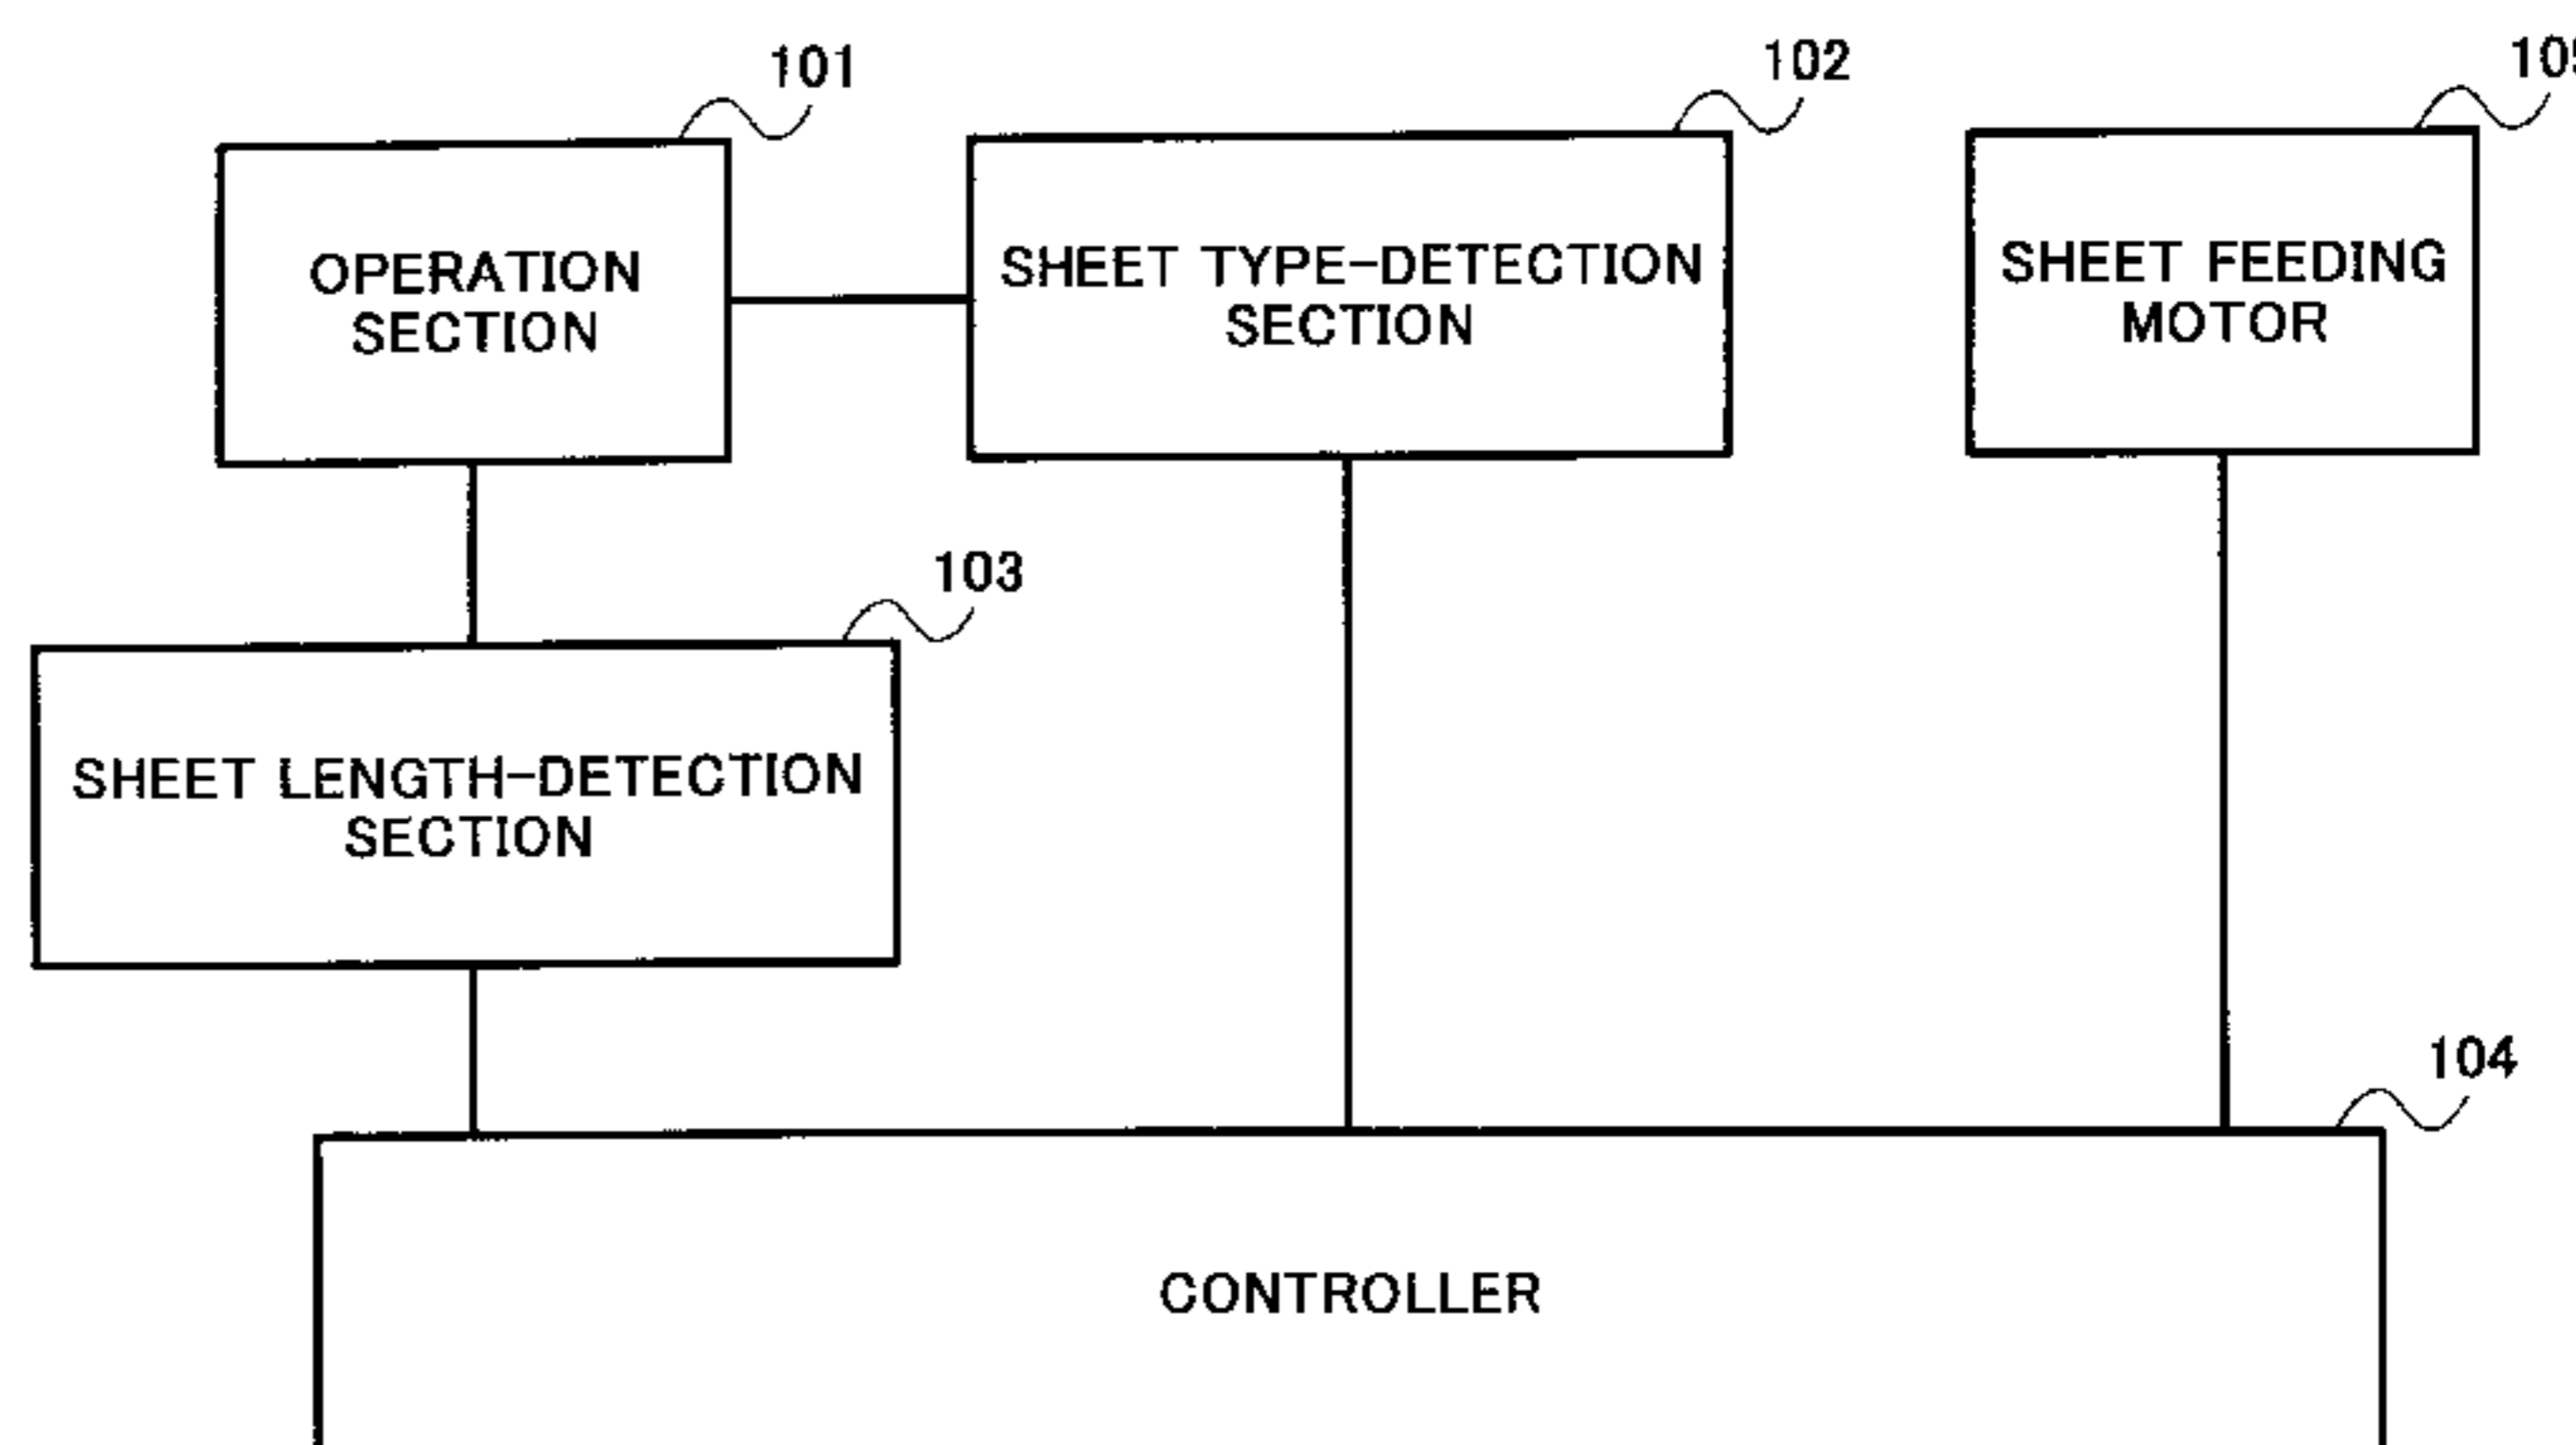 101
102
OPERATION
SECTION
SHEET TYPE-DETECTION
SECTION
SHEET FEEDING
MOTOR
103
SHEET LENGTH-DETECTION
SECTION
104
CONTROLLER